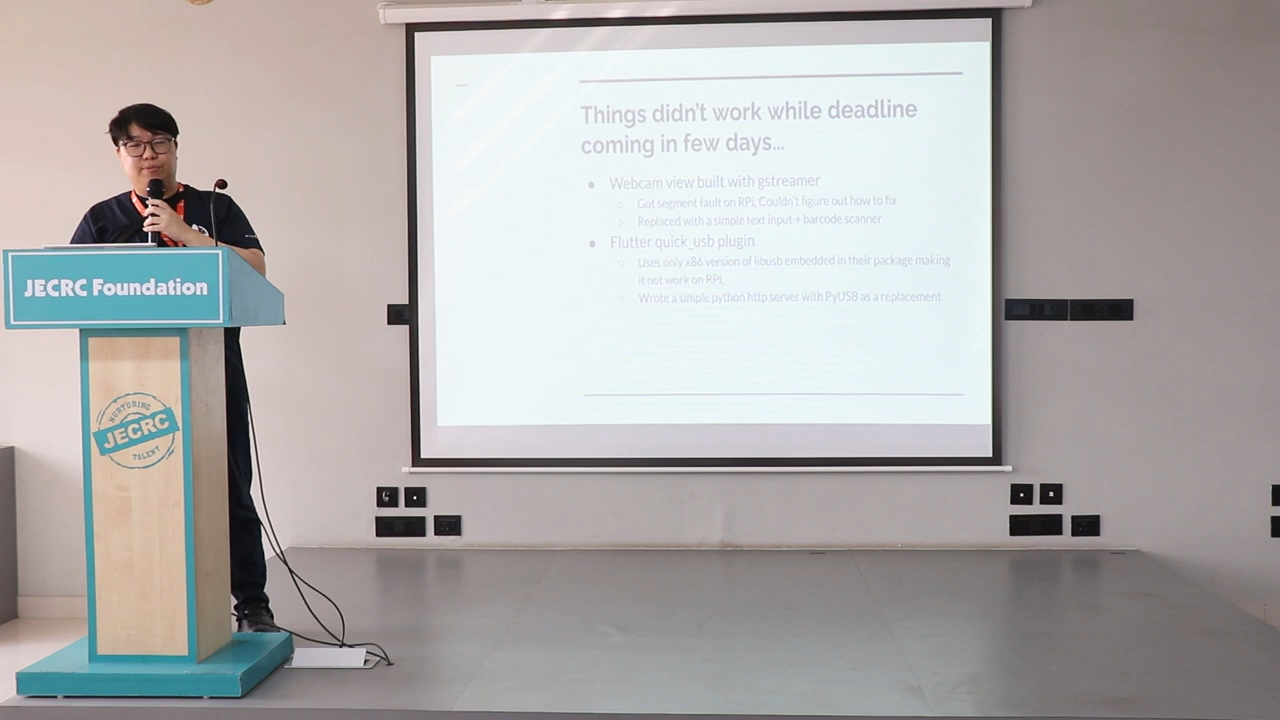 Things didn't work while deadline
coming in few days...
Webcam view built with gstreamer
Got segment fault on RPi, Couldn't figure out how to fix
Replaced with a simple text input + barcode scanner
Flutter quick_usb plugin
Uses only x86 version of libusb embedded in their package making
it not work on RPi.
Wrote a simple python http server with PyUSB as a replacement
JECRC Foundation
NURTURING
JECRC
TALENT